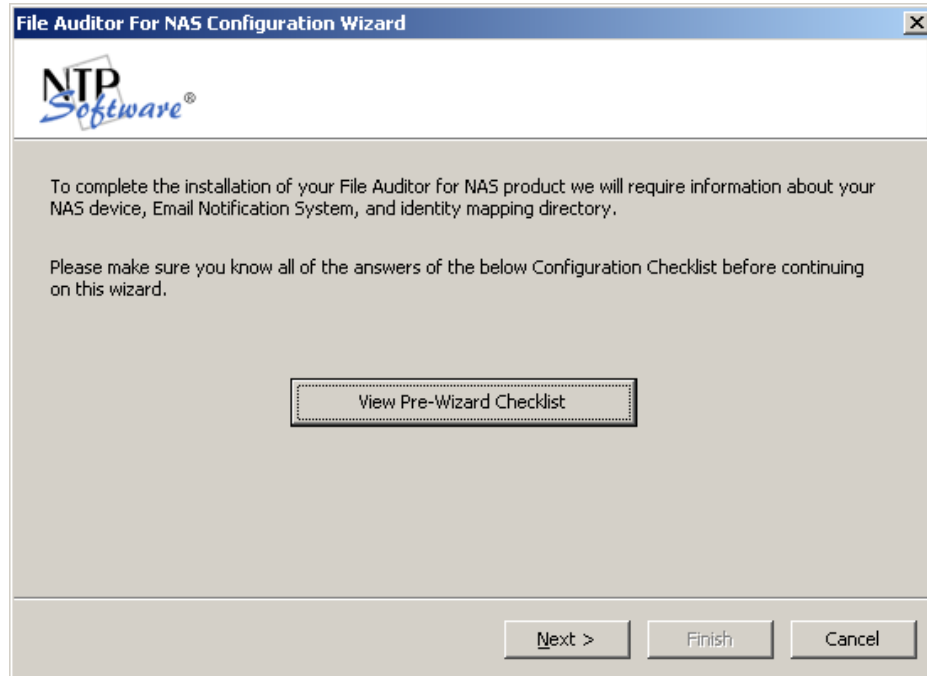 File Auditor For NAS Configuration Wizard
NTP
Software®
To complete the installation of your File Auditor for NAS product we will require information about your
NAS device, Email Notification System, and identity mapping directory.
Please make sure you know all of the answers of the below Configuration Checklist before continuing
on this wizard.
View Pre-Wizard Checklist
Next > Finish Cancel